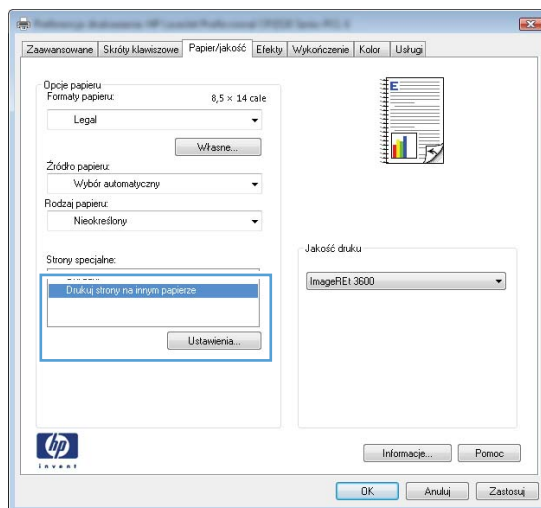 Zaawansowane Skróty klawiszowe Papier/jakość Efekty Wykończenie Kolor Usługi
Opcje papieru
Formaty papieru: 8,5 × 14 cale
Legal
Własne...
Źródło papieru:
Wybór automatyczny
Rodzaj papieru:
Nieokreślony
Strony specjalne:
Drukuj strony na innym papierze
Ustawienia...
E
Jakość druku
ImageREt 3600
hp
invent
Informacje... Pomoc
OK Anuluj Zastosuj